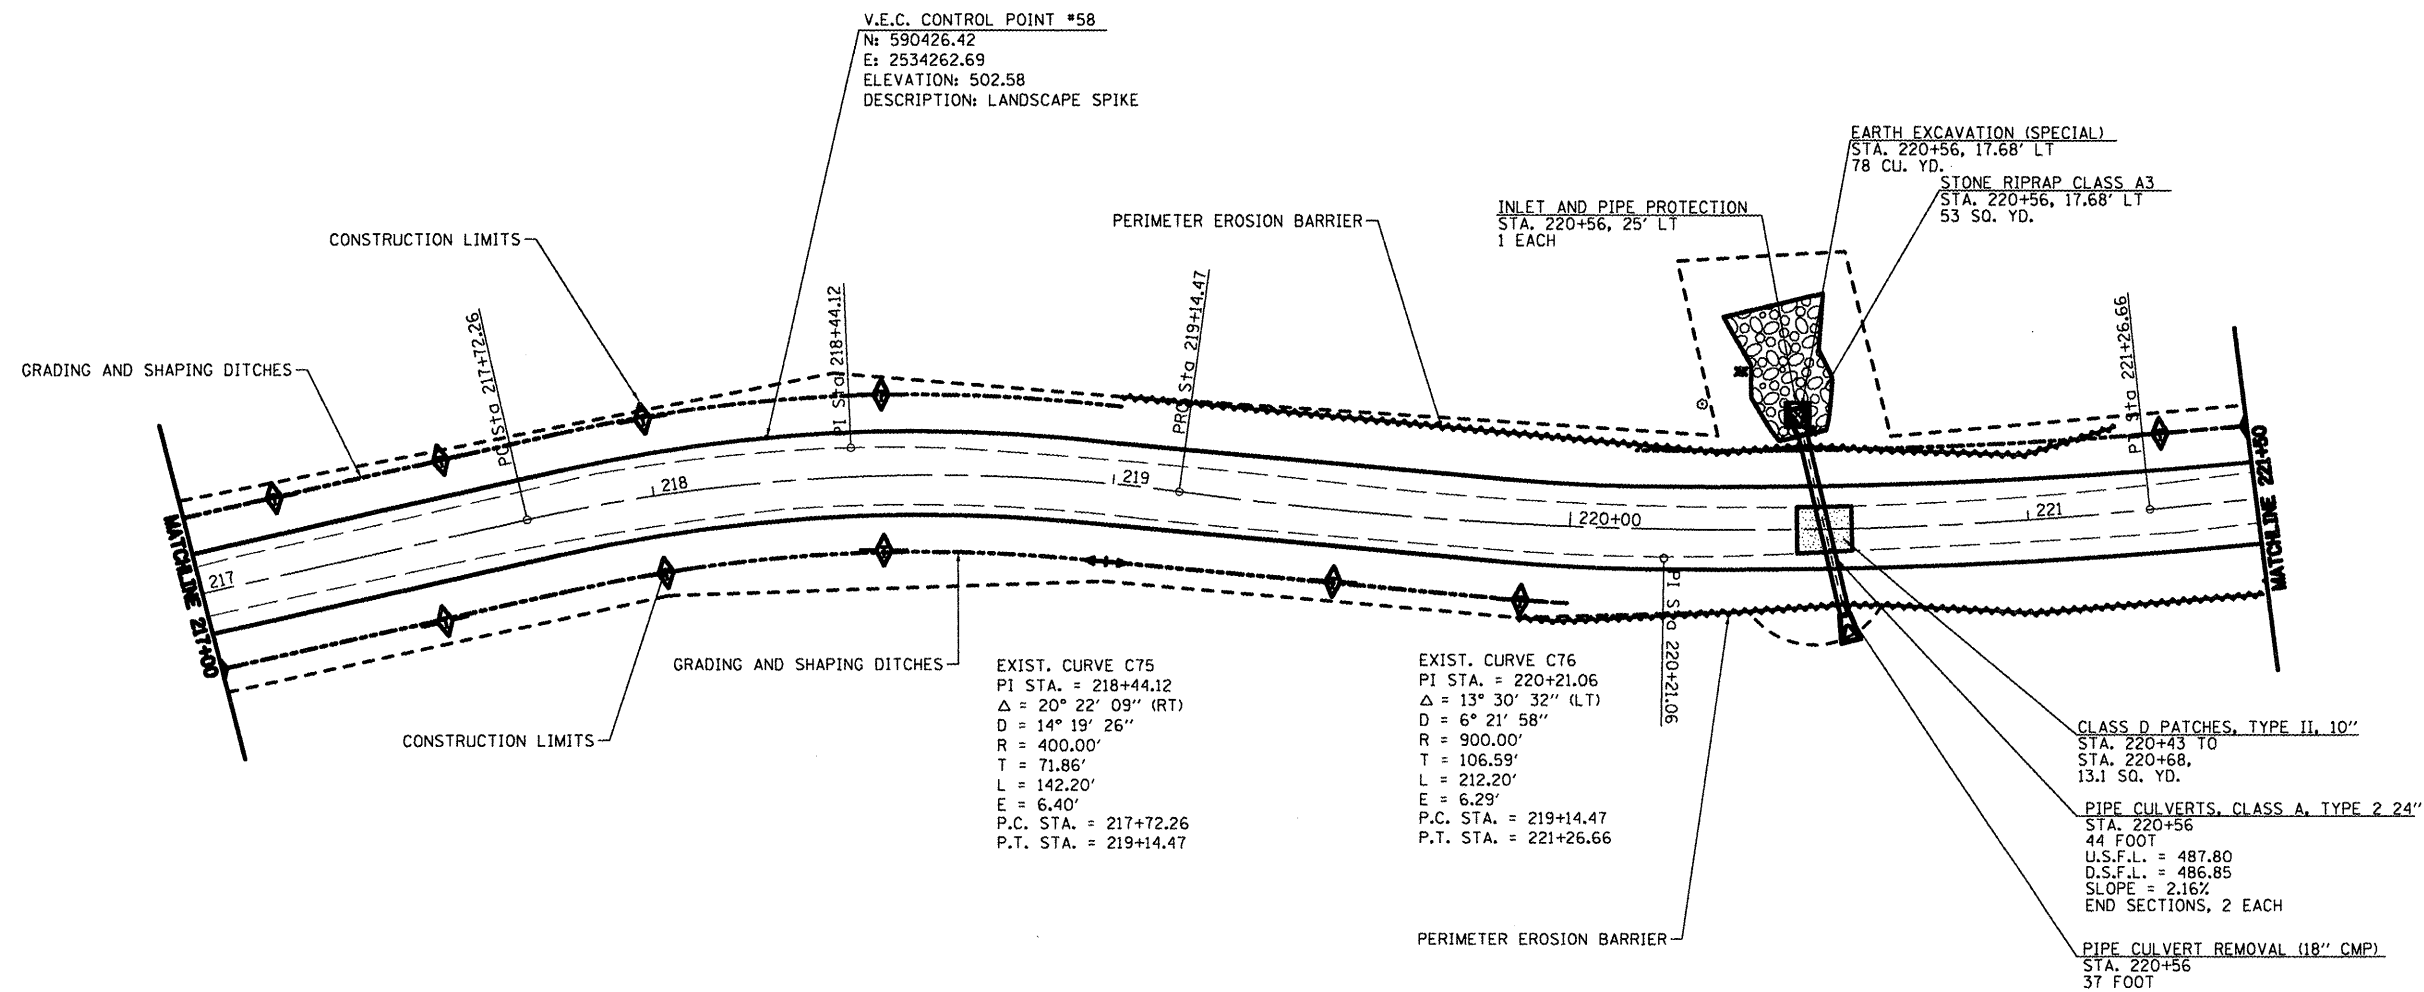 V.E.C. CONTROL POINT #58
N: 590426.42
E: 2534262.69
ELEVATION: 502.58
DESCRIPTION: LANDSCAPE SPIKE
EARTH EXCAVATION (SPECIAL)
STA. 220+56, 17.68' LT
78 CU. YD.
STONE RIPRAP CLASS A3
STA. 220+56, 17.68' LT
53 SQ. YD.
INLET AND PIPE PROTECTION
STA. 220+56, 25' LT
1 EACH
PERIMETER EROSION BARRIER
CONSTRUCTION LIMITS
GRADING AND SHAPING DITCHES
Sta 217+72.26
PI Sta 218+44.12
Sta 219+14.47
Sta 221+26.66
218
219
220+00
221
217
MATCHLINE 217+00
MATCHLINE 221+50
PI Sta 220+21.06
GRADING AND SHAPING DITCHES
CONSTRUCTION LIMITS
EXIST. CURVE C75
PI STA. = 218+44.12
Δ = 20° 22' 09" (RT)
D = 14° 19' 26"
R = 400.00'
T = 71.86'
L = 142.20'
E = 6.40'
P.C. STA. = 217+72.26
P.T. STA. = 219+14.47
EXIST. CURVE C76
PI STA. = 220+21.06
Δ = 13° 30' 32" (LT)
D = 6° 21' 58"
R = 900.00'
T = 106.59'
L = 212.20'
E = 6.29'
P.C. STA. = 219+14.47
P.T. STA. = 221+26.66
CLASS D PATCHES, TYPE II, 10"
STA. 220+43 TO
STA. 220+68,
13.1 SQ. YD.
PIPE CULVERTS, CLASS A, TYPE 2 24"
STA. 220+56
44 FOOT
U.S.F.L. = 487.80
D.S.F.L. = 486.85
SLOPE = 2.16%
END SECTIONS, 2 EACH
PERIMETER EROSION BARRIER
PIPE CULVERT REMOVAL (18" CMP)
STA. 220+56
37 FOOT